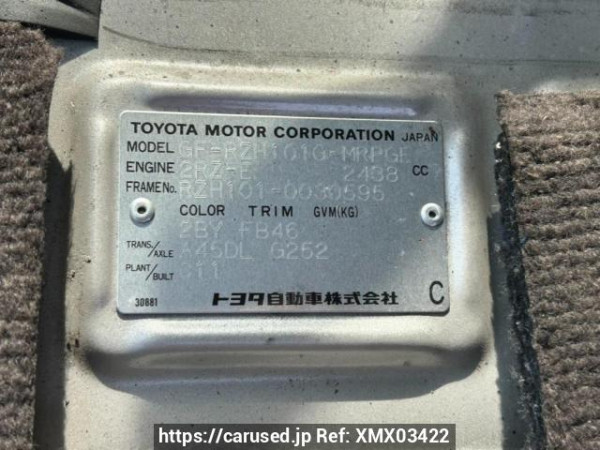 TOYOTA MOTOR CORPORATION JAPAN
MODEL GF-RZH101G-MRPGE
ENGINE 2RZ-E 2438 CC
FRAME No. RZH101-0030595
COLOR TRIM GVM(KG)
2BY FB46
TRANS/AXLE A45DL G252
PLANT/BUILT
30881 トヨタ自動車株式会社 C
https://carused.jp Ref: XMX03422